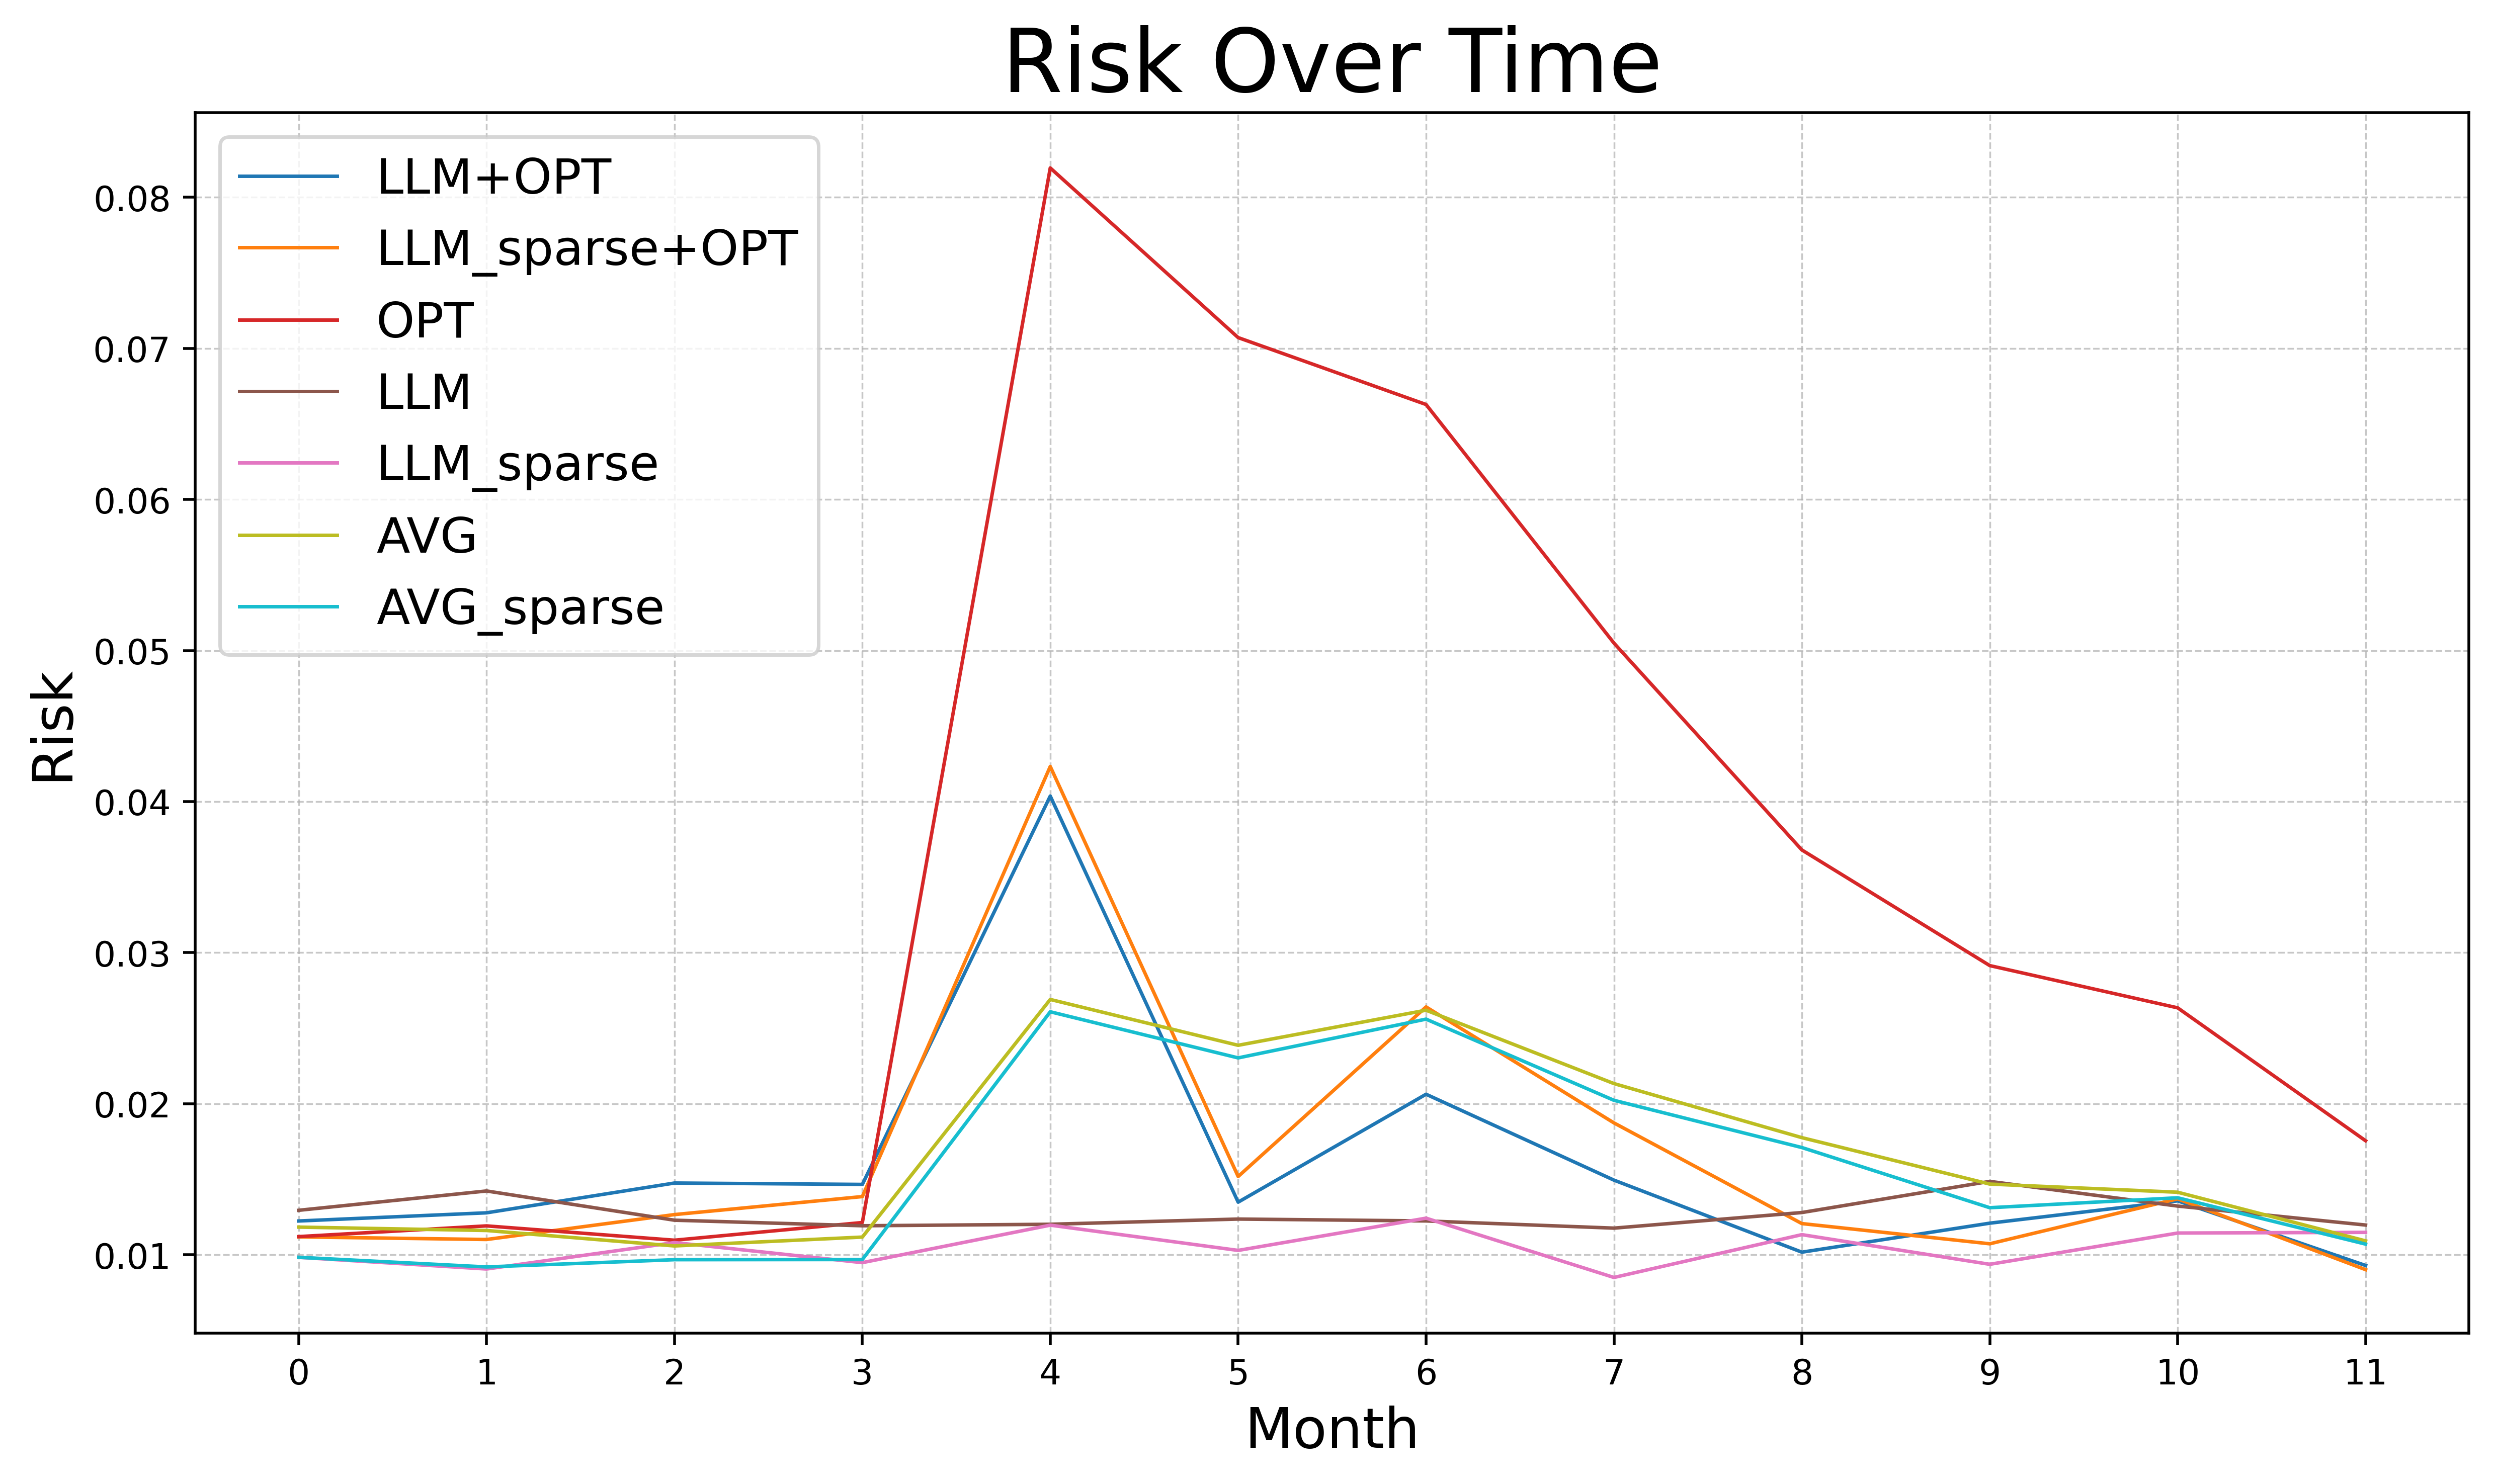 Risk Over Time
LLM+OPT
LLM_sparse+OPT
OPT
LLM
LLM_sparse
AVG
AVG_sparse
0.08
0.07
0.06
0.05
0.04
0.03
0.02
0.01
Risk
0 1 2 3 4 5 6 7 8 9 10 11
Month